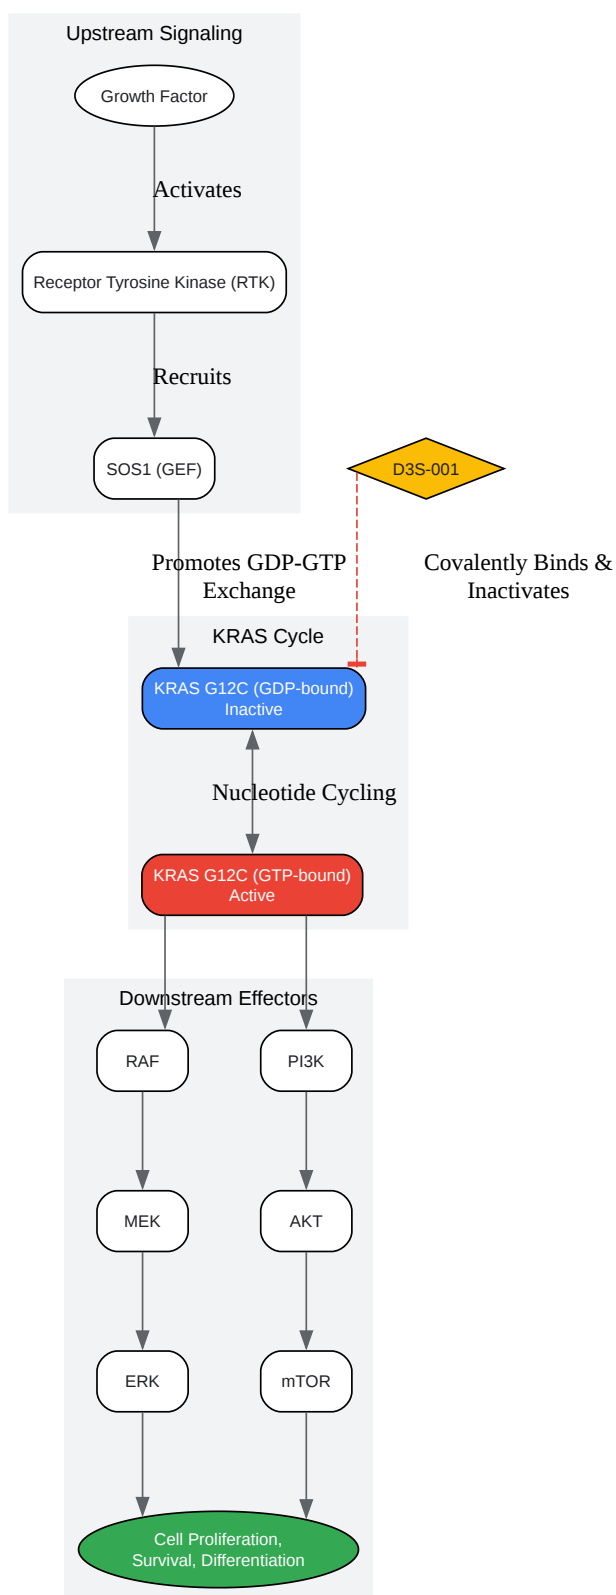 Upstream Signaling
Growth Factor
Activates
Receptor Tyrosine Kinase (RTK)
Recruits
SOS1 (GEF)
D3S-001
Promotes GDP-GTP
Exchange
Covalently Binds &
Inactivates
KRAS Cycle
KRAS G12C (GDP-bound)
Inactive
Nucleotide Cycling
KRAS G12C (GTP-bound)
Active
Downstream Effectors
RAF
PI3K
MEK
AKT
ERK
mTOR
Cell Proliferation,
Survival, Differentiation